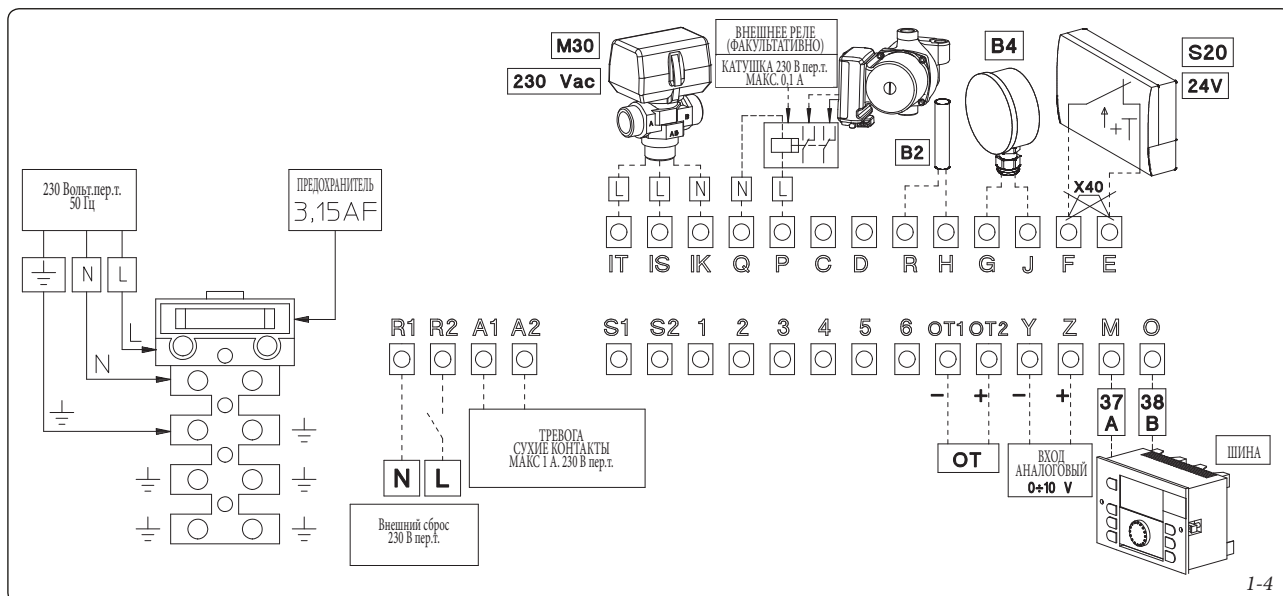 M30
230 Vac
ВНЕШНЕЕ РЕЛЕ
(ФАКУЛЬТАТИВНО)
КАТУШКА 230 В пер.т.
МАКС. 0,1 А
B4
S20
24V
A
B
AB
B2
+T
X40
230 Вольт.пер.т.
50 Гц
ПРЕДОХРАНИТЕЛЬ
3,15AF
N L
L L N N L
IT IS IK Q P C D R H G J F E
L
N
R1 R2 A1 A2 S1 S2 1 2 3 4 5 6 OT1 OT2 Y Z M O
− + − +
37
A
38
B
N L
ТРЕВОГА
СУХИЕ КОНТАКТЫ
МАКС 1 А. 230 В пер.т.
OT
ВХОД
АНАЛОГОВЫЙ
0÷10 V
ШИНА
Внешний сброс
230 В пер.т.
1-4